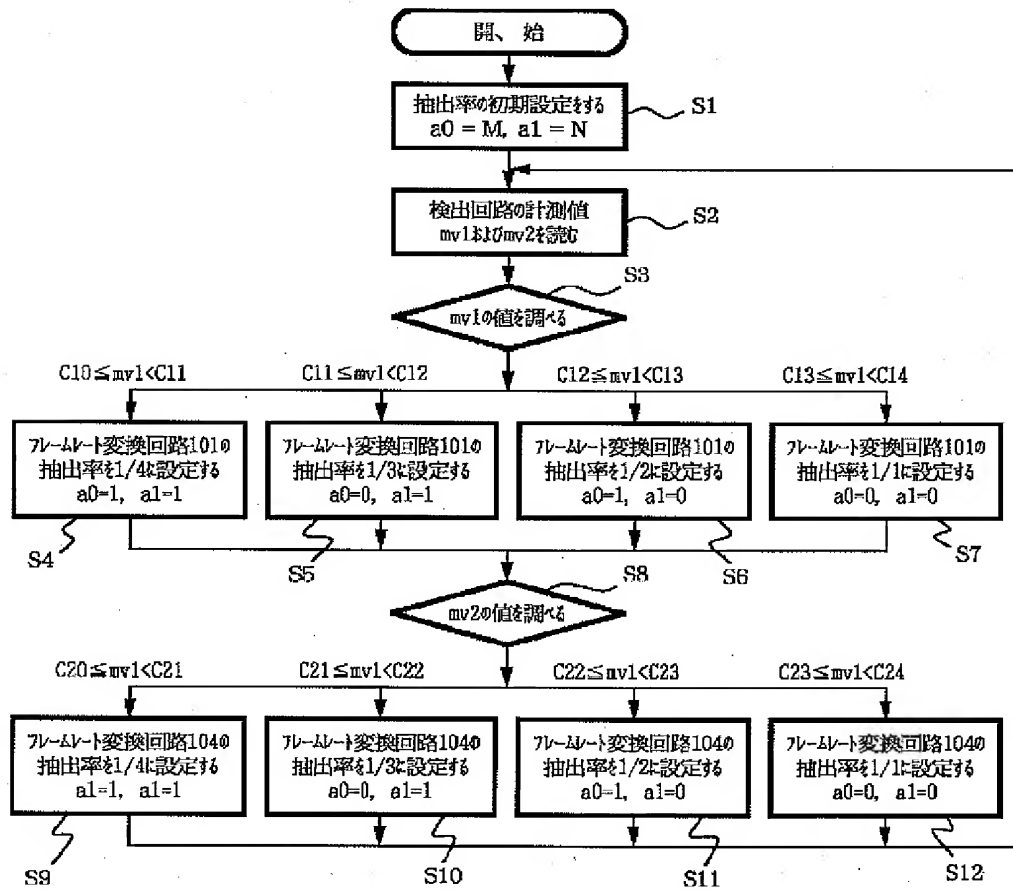 開、始
抽出率の初期設定をする
a0 = M, a1 = N
S1
検出回路の計測値
mv1およびmv2を読む
S2
S3
mv1の値を調べる
C10≦mv1<C11
C11≦mv1<C12
C12≦mv1<C13
C13≦mv1<C14
フレームレート変換回路101の
抽出率を1/4に設定する
a0=1, a1=1
フレームレート変換回路101の
抽出率を1/3に設定する
a0=0, a1=1
フレームレート変換回路101の
抽出率を1/2に設定する
a0=1, a1=0
フレームレート変換回路101の
抽出率を1/1に設定する
a0=0, a1=0
S4
S5
S6
S7
S8
mv2の値を調べる
C20≦mv1<C21
C21≦mv1<C22
C22≦mv1<C23
C23≦mv1<C24
フレームレート変換回路104の
抽出率を1/4に設定する
a1=1, a1=1
フレームレート変換回路104の
抽出率を1/3に設定する
a0=0, a1=1
フレームレート変換回路104の
抽出率を1/2に設定する
a0=1, a1=0
フレームレート変換回路104の
抽出率を1/1に設定する
a0=0, a1=0
S9
S10
S11
S12